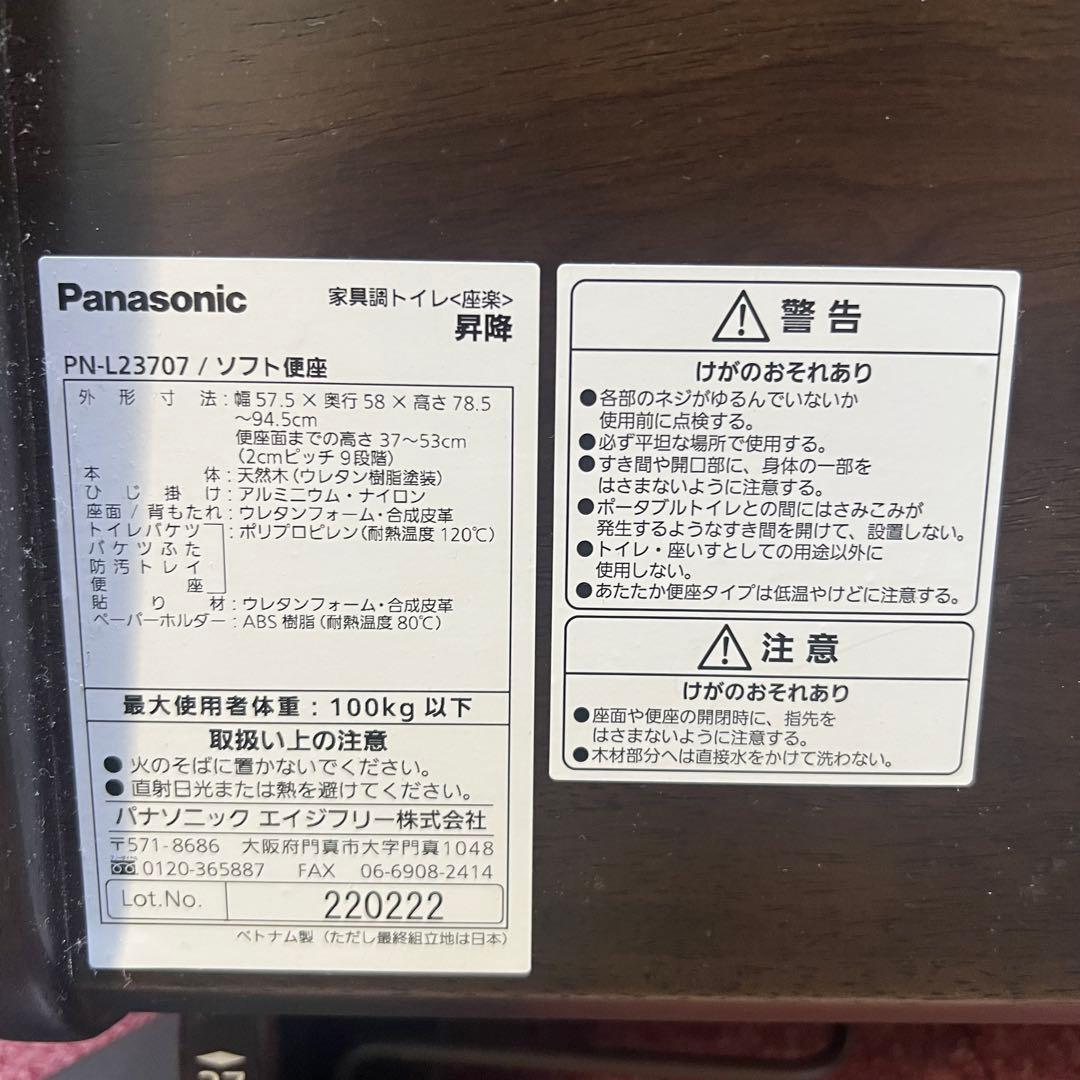 Panasonic
家具調トイレ<座楽>
昇降
PN-L23707 / ソフト便座
外形寸法：幅57.5×奥行58×高さ78.5
～94.5cm
便座面までの高さ37～53cm
(2cmピッチ9段階)
本体：天然木(ウレタン樹脂塗装)
ひじ掛け：アルミニウム・ナイロン
座面/背もたれ：ウレタンフォーム・合成皮革
トイレバケツ：ポリプロピレン(耐熱温度120℃)
バケツふた
防汚トレイ
便座
貼り材：ウレタンフォーム・合成皮革
ペーパーホルダー：ABS樹脂(耐熱温度80℃)
最大使用者体重：100kg以下
取扱い上の注意
●火のそばに置かないでください。
●直射日光または熱を避けてください。
パナソニック エイジフリー株式会社
〒571-8686 大阪府門真市大字門真1048
0120-365887 FAX 06-6908-2414
Lot.No. 220222
ベトナム製(ただし最終組立地は日本)
警告
けがのおそれあり
●各部のネジがゆるんでいないか
使用前に点検する。
●必ず平坦な場所で使用する。
●すき間や開口部に、身体の一部を
はさまないように注意する。
●ポータブルトイレとの間にはさみこみが
発生するようなすき間を開けて、設置しない。
●トイレ・座いすとしての用途以外に
使用しない。
●あたたか便座タイプは低温やけどに注意する。
注意
けがのおそれあり
●座面や便座の開閉時に、指先を
はさまないように注意する。
●木材部分へは直接水をかけて洗わない。
37